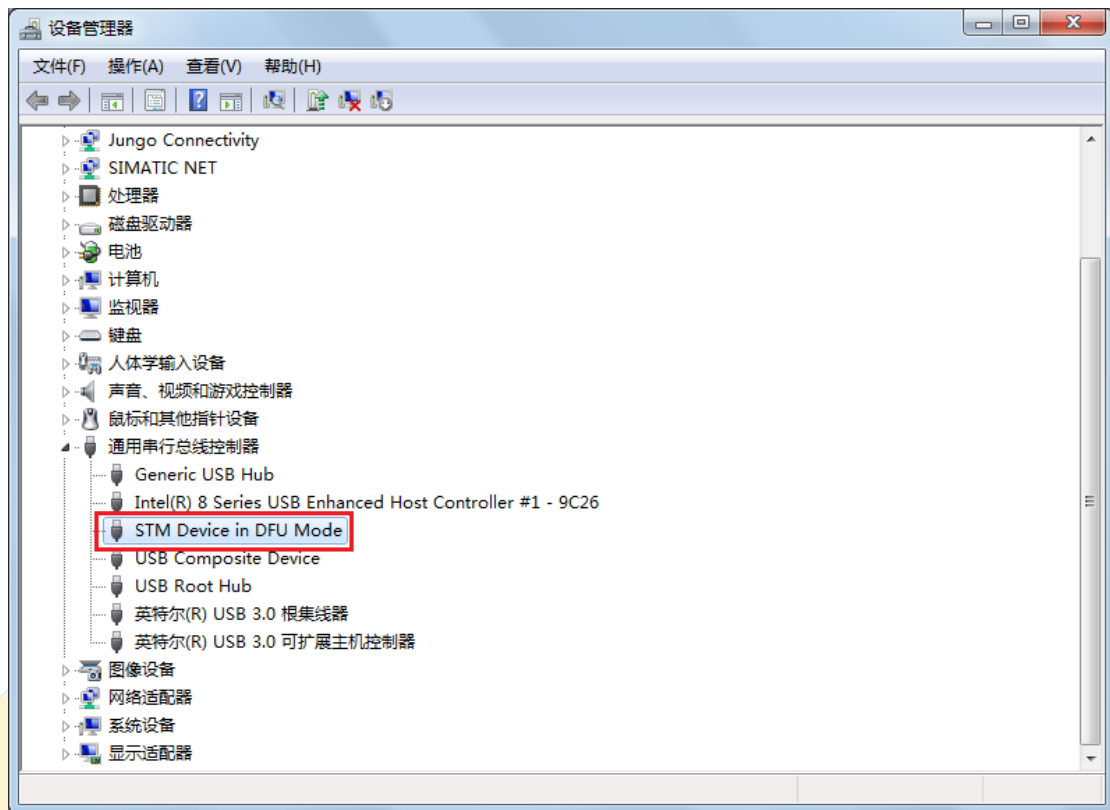 设备管理器
文件(F) 操作(A) 查看(V) 帮助(H)
Jungo Connectivity
SIMATIC NET
处理器
磁盘驱动器
电池
计算机
监视器
键盘
人体学输入设备
声音、视频和游戏控制器
鼠标和其他指针设备
通用串行总线控制器
Generic USB Hub
Intel(R) 8 Series USB Enhanced Host Controller #1 - 9C26
STM Device in DFU Mode
USB Composite Device
USB Root Hub
英特尔(R) USB 3.0 根集线器
英特尔(R) USB 3.0 可扩展主机控制器
图像设备
网络适配器
系统设备
显示适配器